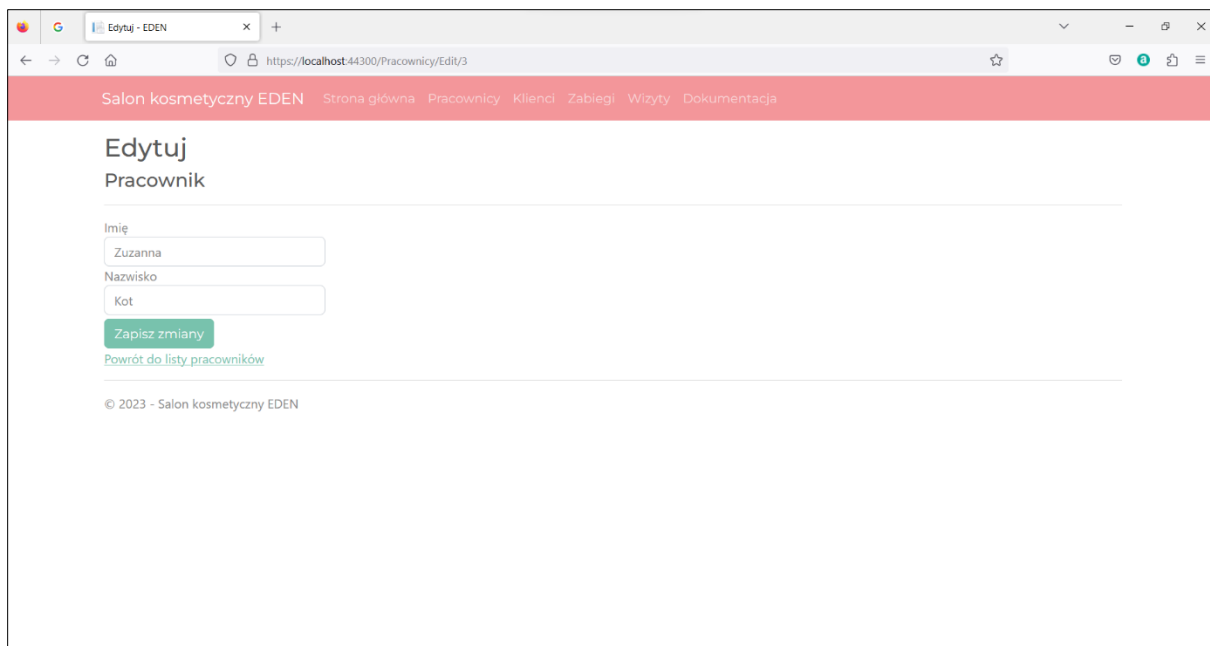 G Edytuj - EDEN
https://localhost:44300/Pracownicy/Edit/3 a
Salon kosmetyczny EDEN Strona główna Pracownicy Klienci Zabiegi Wizyty Dokumentacja
Edytuj
Pracownik
Imię
Zuzanna
Nazwisko
Kot
Zapisz zmiany
Powrót do listy pracowników
© 2023 - Salon kosmetyczny EDEN